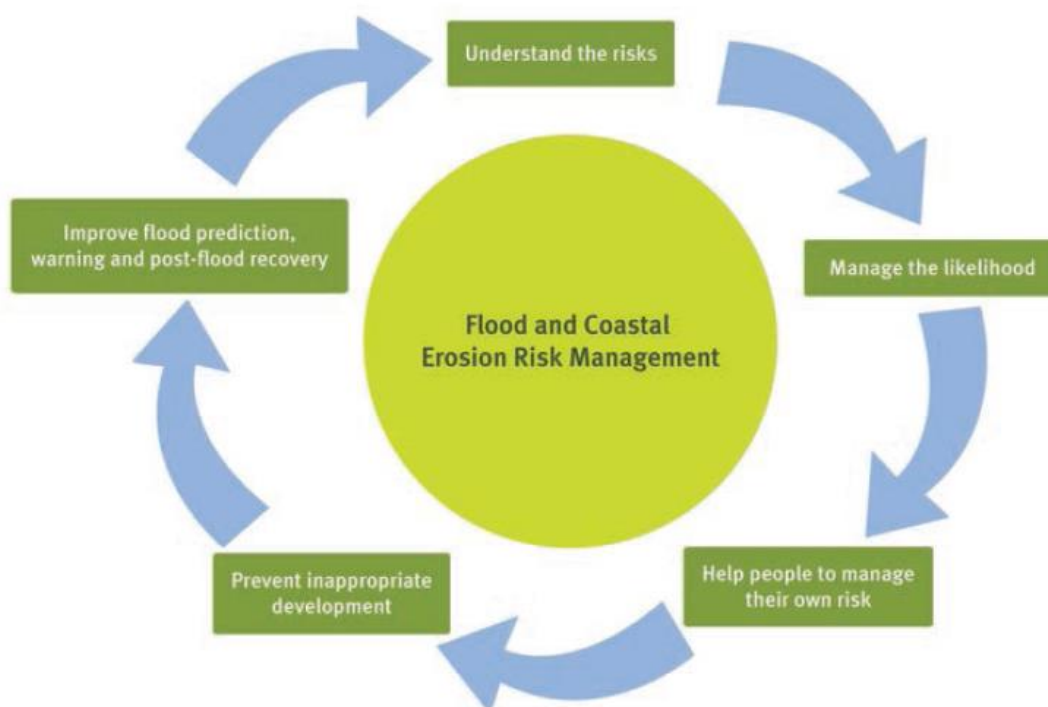 Understand the risks
Manage the likelihood
Help people to manage
their own risk
Prevent inappropriate
development
Improve flood prediction,
warning and post-flood recovery
Flood and Coastal
Erosion Risk Management